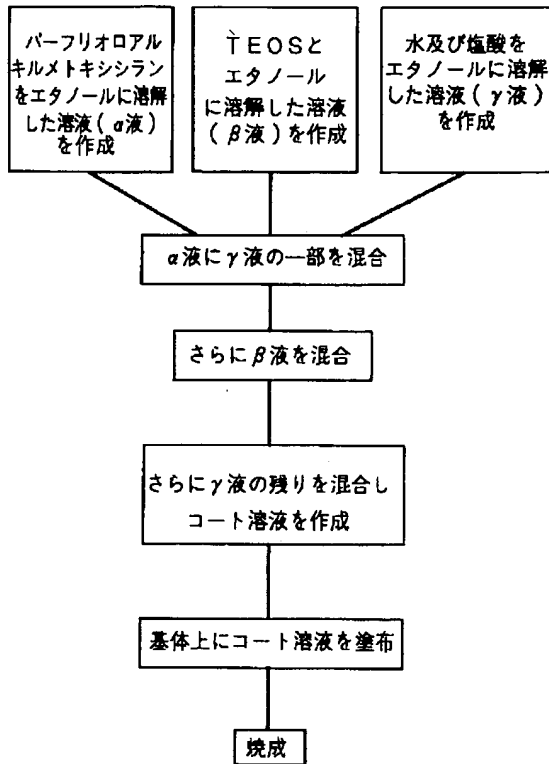 パーフリオロアル
キルメトキシシラン
をエタノールに溶解
した溶液(α液)
を作成
TEOSと
エタノール
に溶解した溶液
(β液)を作成
水及び塩酸を
エタノールに溶解
した溶液(γ液)
を作成
α液にγ液の一部を混合
さらにβ液を混合
さらにγ液の残りを混合し
コート溶液を作成
基体上にコート溶液を塗布
焼成